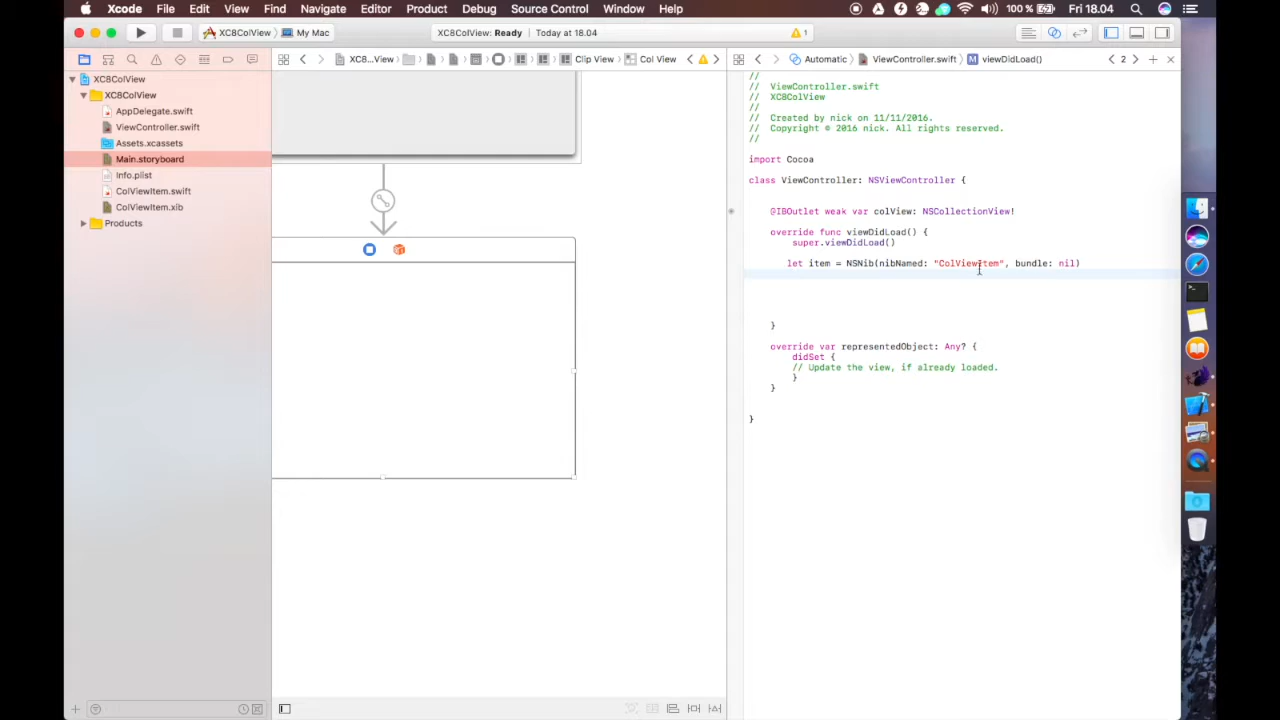 Xcode File Edit View Find Navigate Editor Product Debug Source Control Window Help 100 % Fri 18.04
XC8ColView My Mac XC8ColView: Ready Today at 18.04 1
XC8...View Clip View Col View Automatic ViewController.swift M viewDidLoad() 2
XC8ColView
XC8ColView
AppDelegate.swift
ViewController.swift
Assets.xcassets
Main.storyboard
Info.plist
ColViewItem.swift
ColViewItem.xib
Products
//
// ViewController.swift
// XC8ColView
//
// Created by nick on 11/11/2016.
// Copyright © 2016 nick. All rights reserved.
//
import Cocoa
class ViewController: NSViewController {
@IBOutlet weak var colView: NSCollectionView!
override func viewDidLoad() {
super.viewDidLoad()
let item = NSNib(nibNamed: "ColViewItem", bundle: nil)
}
override var representedObject: Any? {
didSet {
// Update the view, if already loaded.
}
}
}